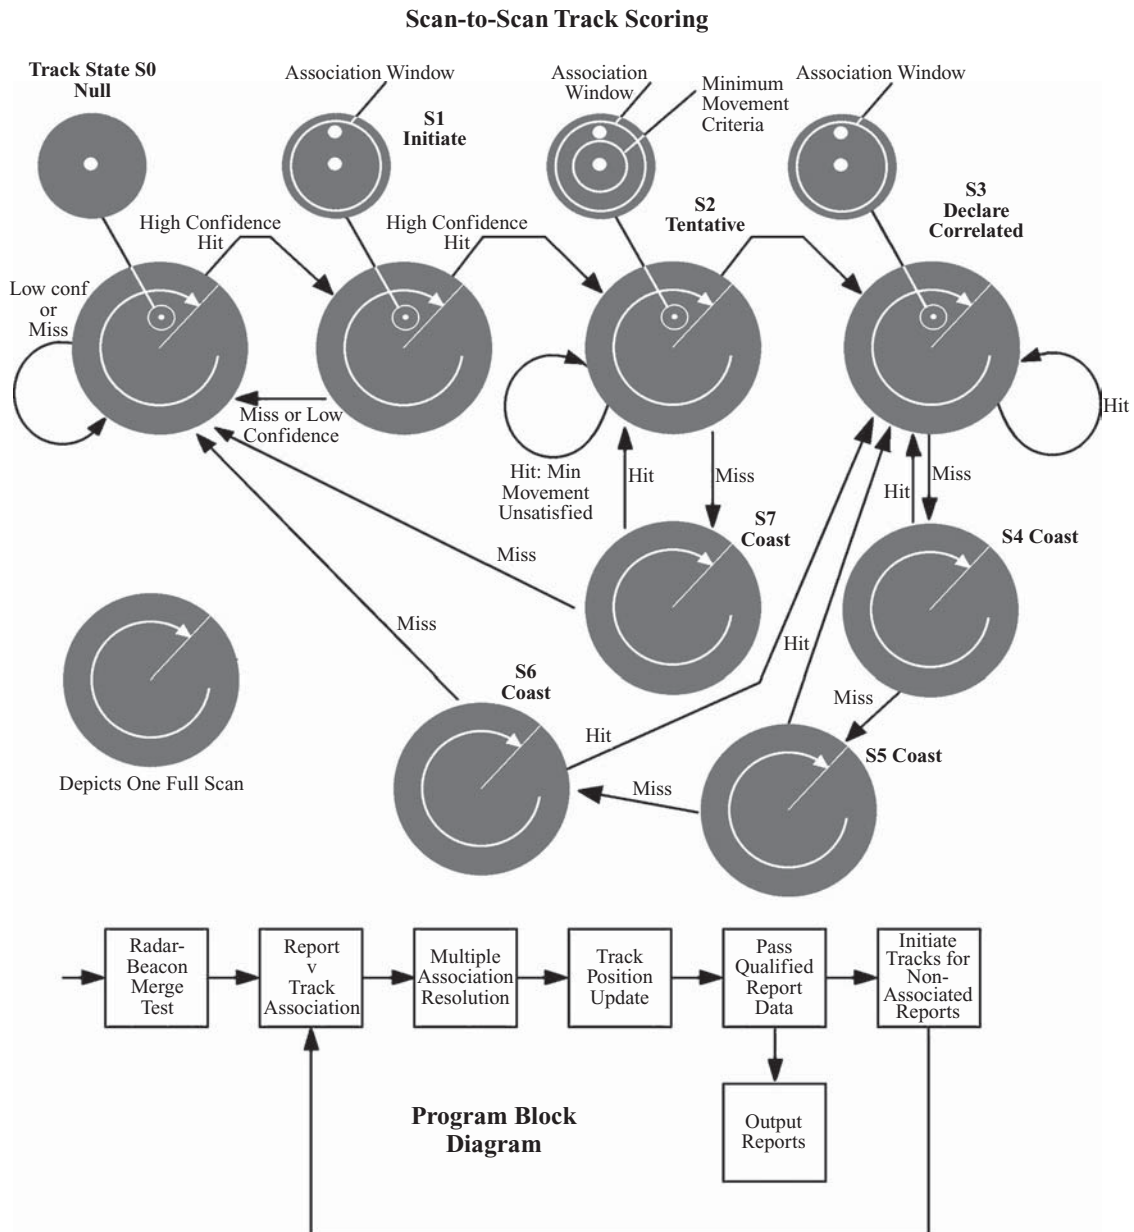 Scan-to-Scan Track Scoring
Track State S0
Null
Association Window
S1
Initiate
Association
Window
Minimum
Movement
Criteria
Association Window
S3
Declare
Correlated
S2
Tentative
High Confidence
Hit
High Confidence
Hit
Low conf
or
Miss
Miss or Low
Confidence
Hit: Min
Movement
Unsatisfied
Hit
Miss
Hit
Miss
Hit
S7
Coast
S4 Coast
Miss
Miss
Hit
Miss
S6
Coast
Hit
S5 Coast
Miss
Depicts One Full Scan
Radar-
Beacon
Merge
Test
Report
v
Track
Association
Multiple
Association
Resolution
Track
Position
Update
Pass
Qualified
Report
Data
Initiate
Tracks for
Non-
Associated
Reports
Program Block
Diagram
Output
Reports